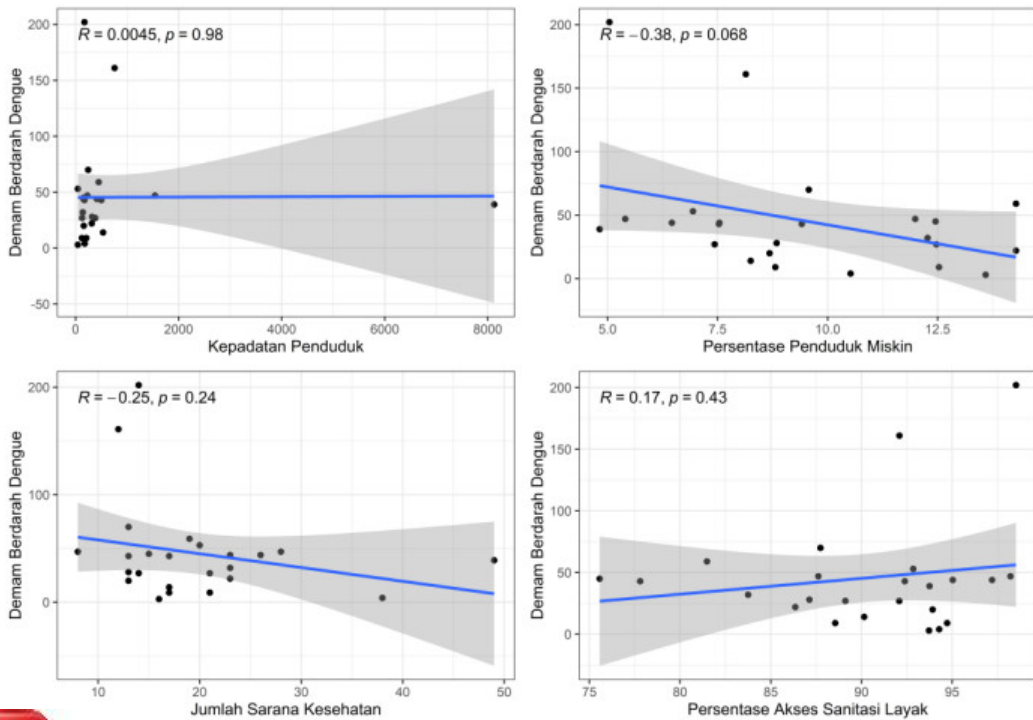 R = 0.0045, p = 0.98
Demam Berdarah Dengue
200
150
100
50
0
-50
0 2000 4000 6000 8000
Kepadatan Penduduk
R = −0.38, p = 0.068
Demam Berdarah Dengue
200
150
100
50
0
5.0 7.5 10.0 12.5
Persentase Penduduk Miskin
R = −0.25, p = 0.24
Demam Berdarah Dengue
200
100
0
10 20 30 40 50
Jumlah Sarana Kesehatan
R = 0.17, p = 0.43
Demam Berdarah Dengue
200
150
100
50
0
75 80 85 90 95
Persentase Akses Sanitasi Layak